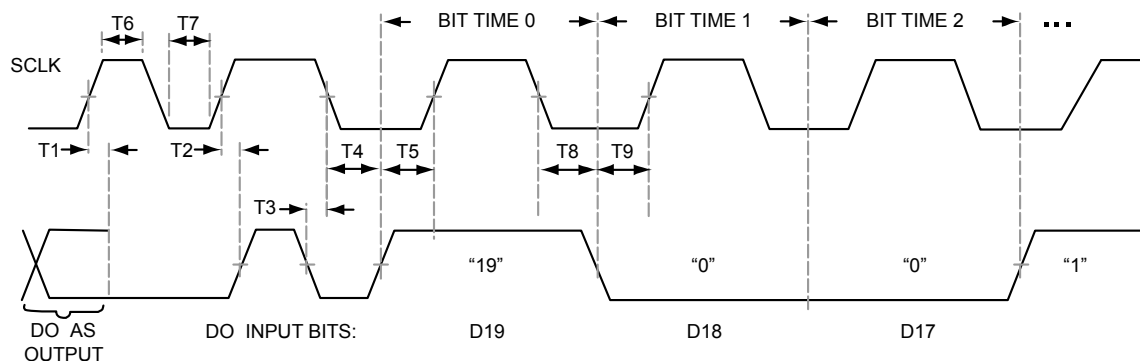 BIT TIME 0 BIT TIME 1 BIT TIME 2 ...
T6 T7
SCLK
T1 T2 T4 T5 T8 T9
T3
“19” “0” “0” “1”
DO AS OUTPUT
DO INPUT BITS: D19 D18 D17